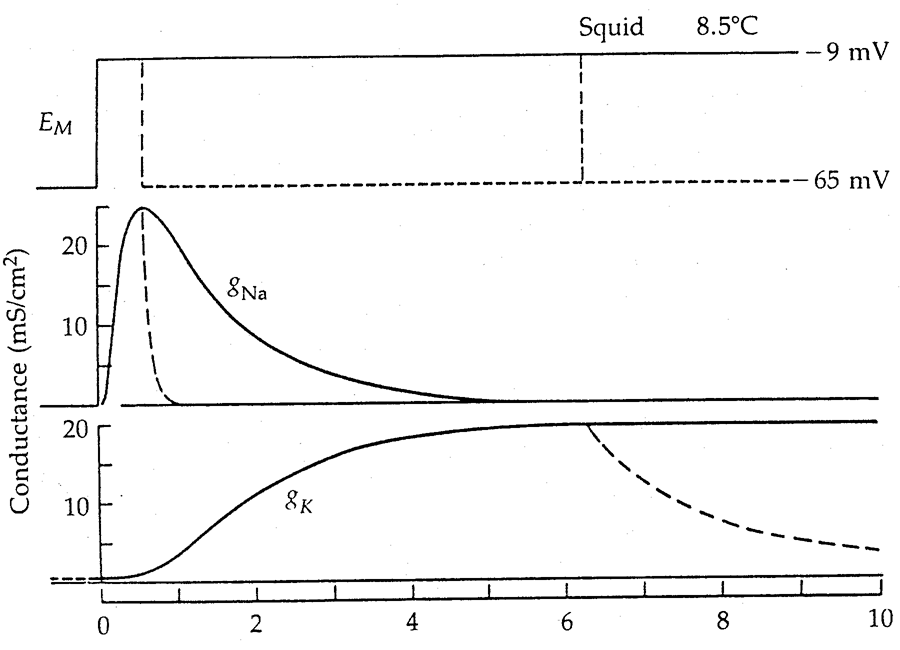 Squid 8.5°C
−9 mV
E_M
−65 mV
20
g_Na
10
Conductance (mS/cm²)
20
g_K
10
0 2 4 6 8 10